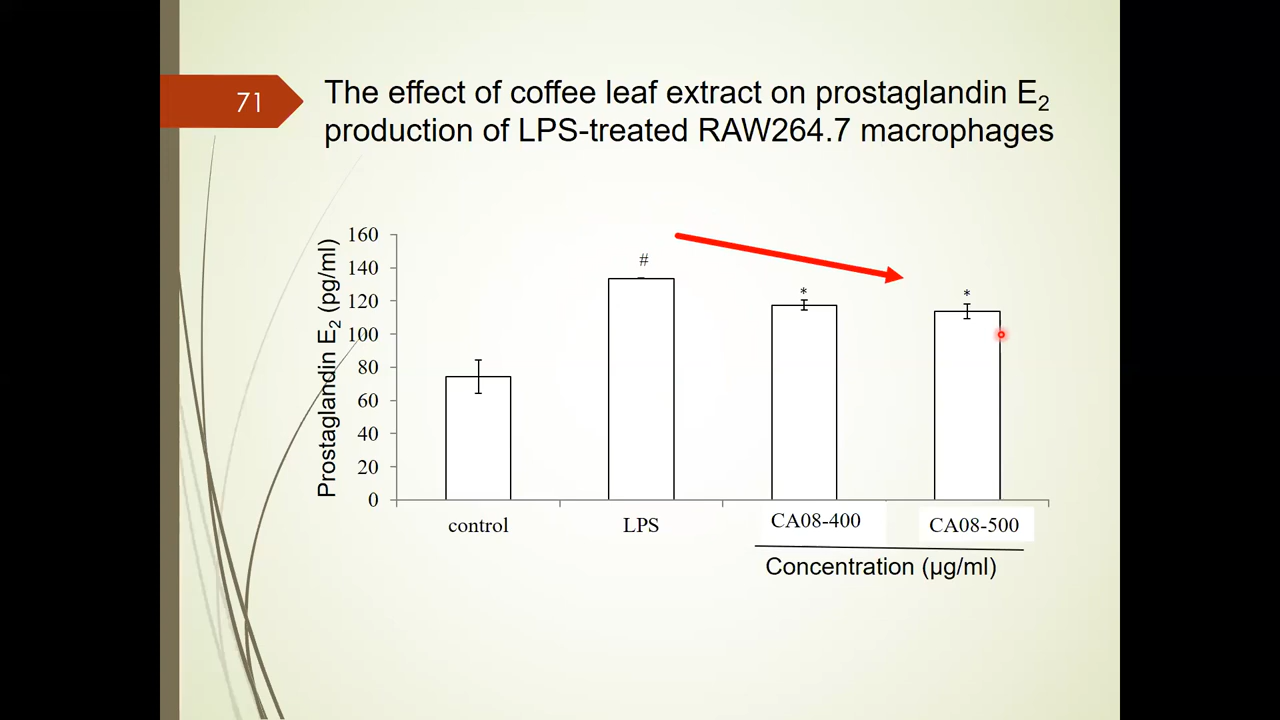 71
The effect of coffee leaf extract on prostaglandin E₂
production of LPS-treated RAW264.7 macrophages
Prostaglandin E₂ (pg/ml)
160
140
120
100
80
60
40
20
0
#
*
*
control
LPS
CA08-400
CA08-500
Concentration (µg/ml)